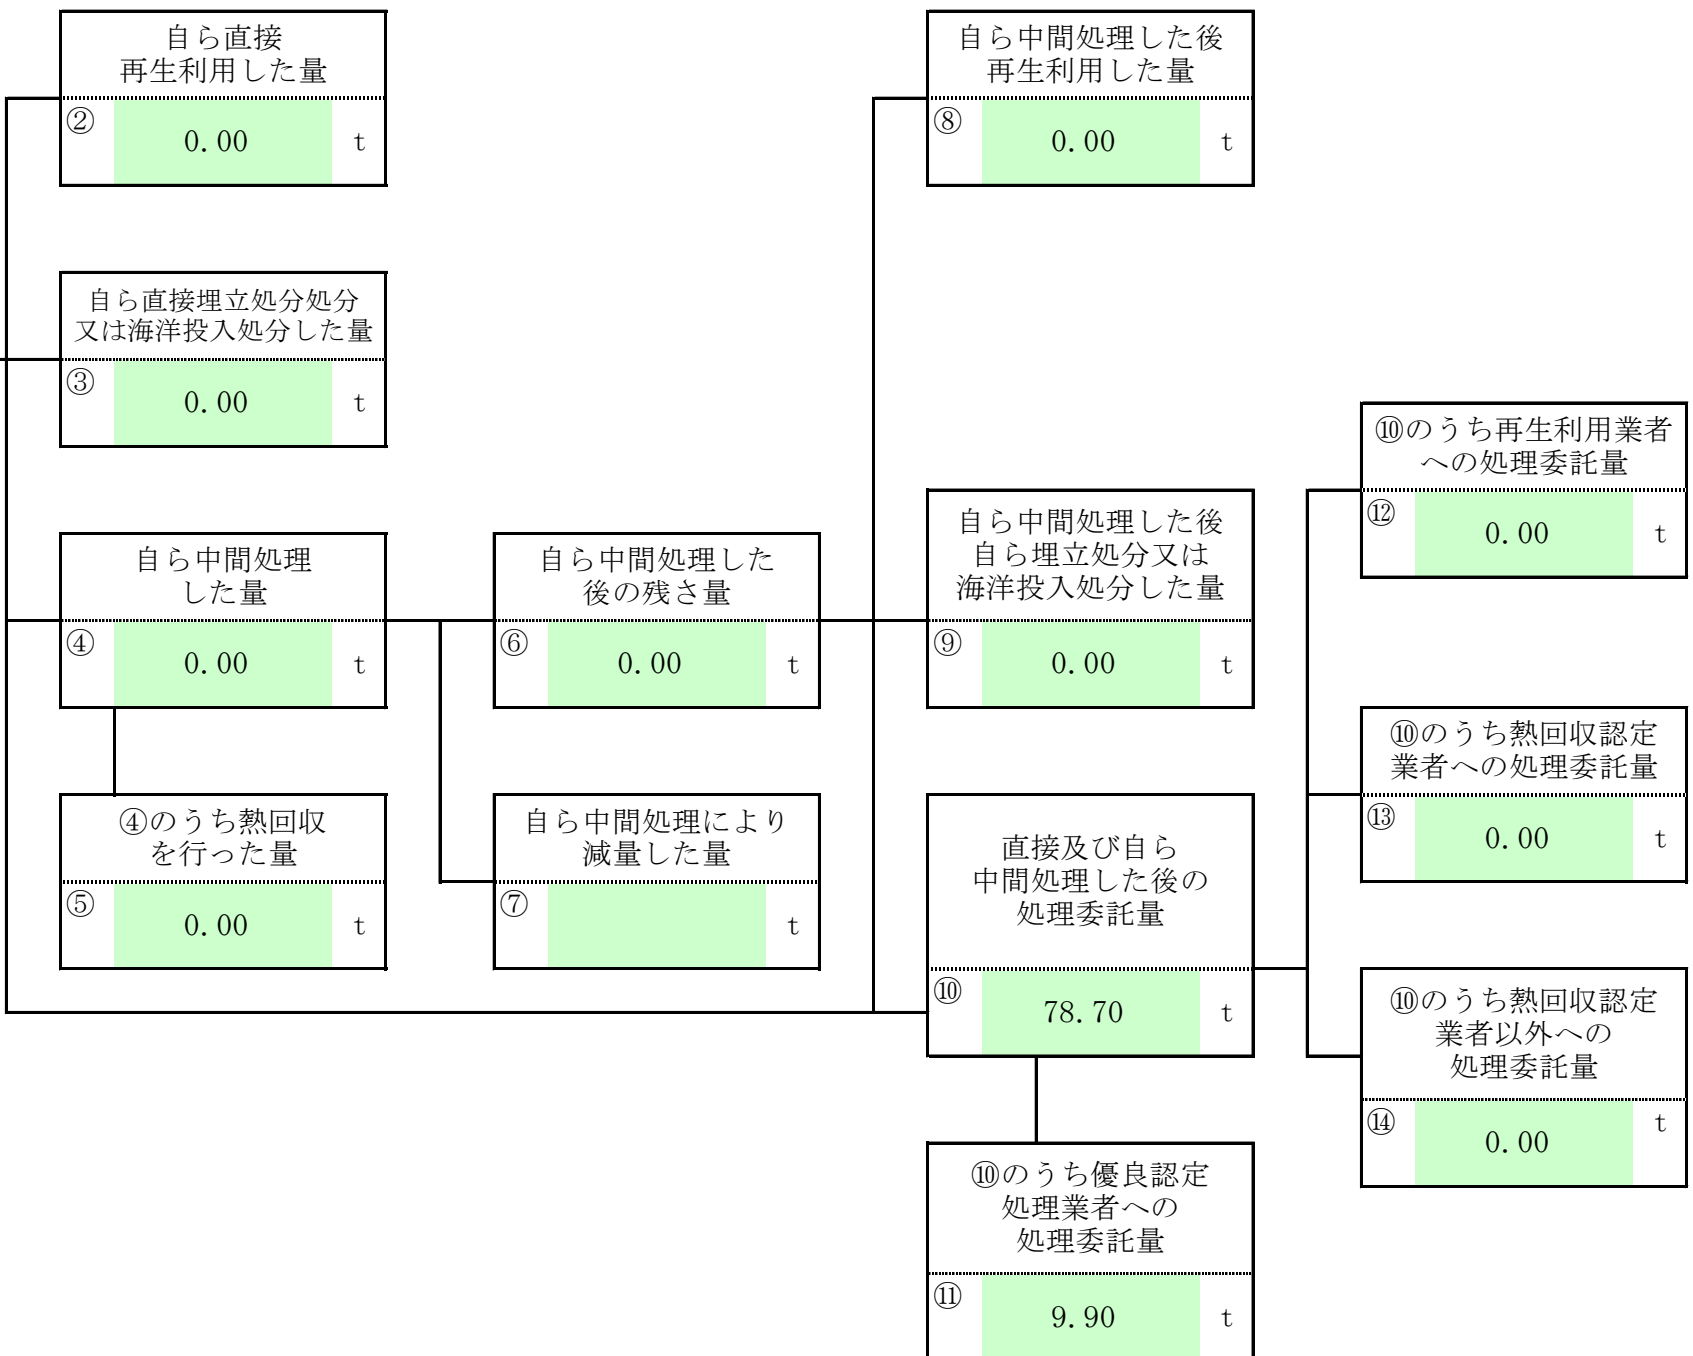 自ら直接
再生利用した量
② 0.00 t
自ら中間処理した後
再生利用した量
⑧ 0.00 t
自ら直接埋立処分処分
又は海洋投入処分した量
③ 0.00 t
⑩のうち再生利用業者
への処理委託量
⑫ 0.00 t
自ら中間処理
した量
④ 0.00 t
自ら中間処理した
後の残さ量
⑥ 0.00 t
自ら中間処理した後
自ら埋立処分又は
海洋投入処分した量
⑨ 0.00 t
⑩のうち熱回収認定
業者への処理委託量
⑬ 0.00 t
④のうち熱回収
を行った量
⑤ 0.00 t
自ら中間処理により
減量した量
⑦ t
直接及び自ら
中間処理した後の
処理委託量
⑩ 78.70 t
⑩のうち熱回収認定
業者以外への
処理委託量
⑭ 0.00 t
⑩のうち優良認定
処理業者への
処理委託量
⑪ 9.90 t